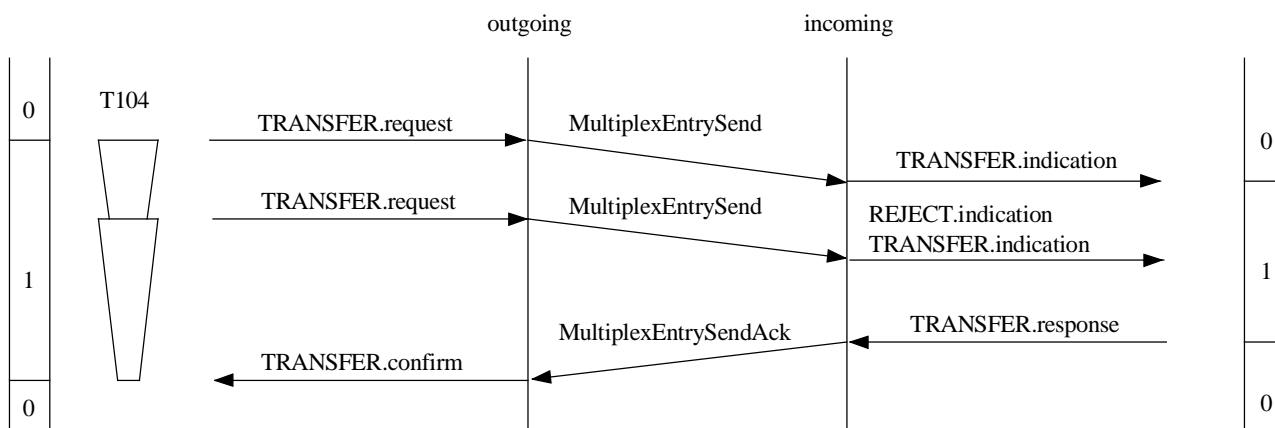 outgoing
incoming
T104
0
TRANSFER.request
MultiplexEntrySend
0
TRANSFER.indication
TRANSFER.request
MultiplexEntrySend
REJECT.indication
TRANSFER.indication
1
1
MultiplexEntrySendAck
TRANSFER.response
TRANSFER.confirm
0
0